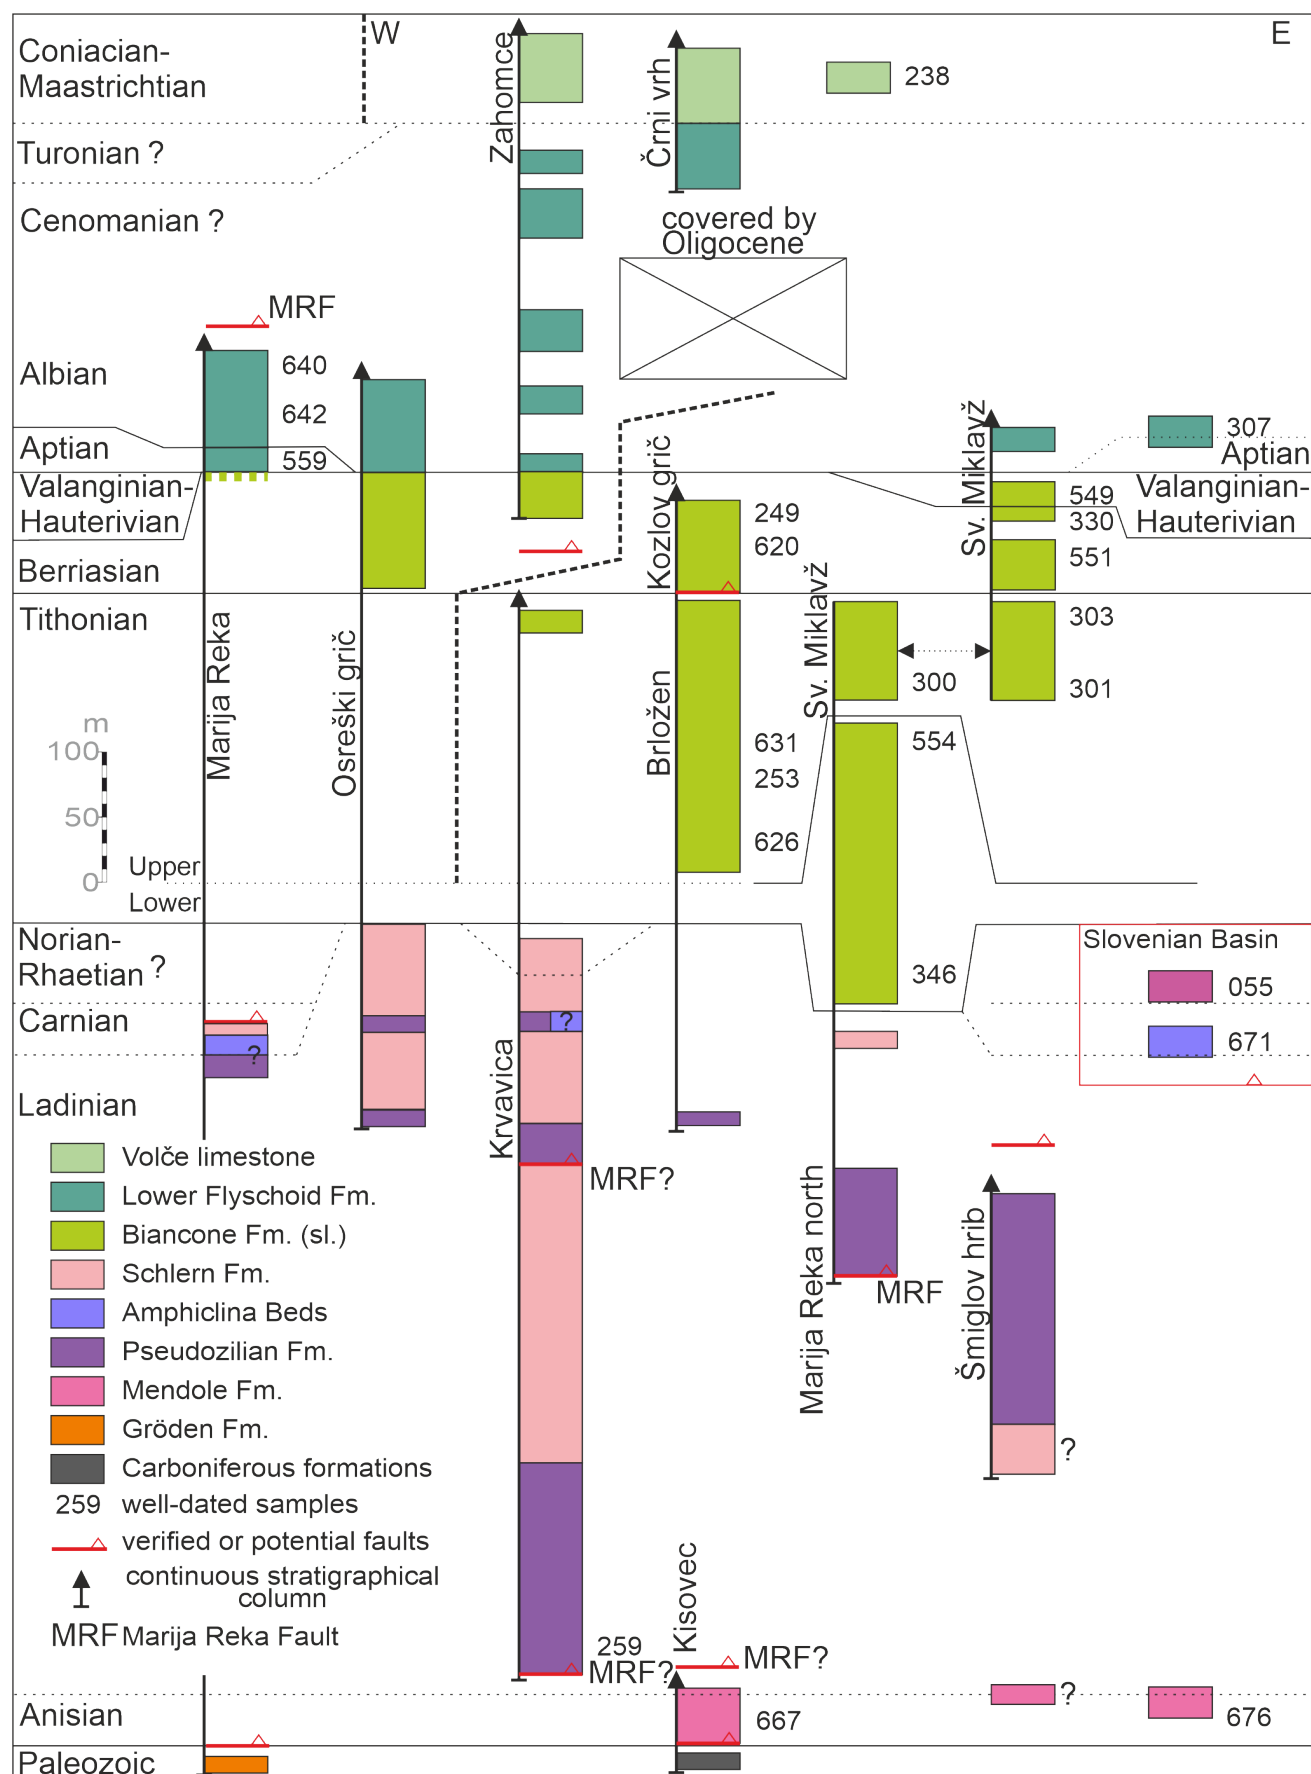 W
E
Coniacian-
Maastrichtian
Zahomce
Črni vrh
238
Turonian ?
Cenomanian ?
covered by
Oligocene
MRF
Albian
640
642
Aptian
559
Valanginian-
Hauterivian
Berriasian
Kozlov grič
249
620
Sv. Miklavž
307
Aptian
549
330
Valanginian-
Hauterivian
551
Tithonian
Marija Reka
Osreški grič
Brložen
Sv. Miklavž
300
303
301
m
100
50
0
631
253
626
554
Upper
Lower
346
Norian-
Rhaetian ?
Slovenian Basin
055
Carnian
?
?
671
Ladinian
Krvavica
MRF?
Marija Reka north
MRF
Šmiglov hrib
?
Volče limestone
Lower Flyschoid Fm.
Biancone Fm. (sl.)
Schlern Fm.
Amphiclina Beds
Pseudozilian Fm.
Mendole Fm.
Gröden Fm.
Carboniferous formations
259 well-dated samples
verified or potential faults
continuous stratigraphical
column
MRF Marija Reka Fault
259
MRF?
Kisovec
MRF?
Anisian
667
?
676
Paleozoic